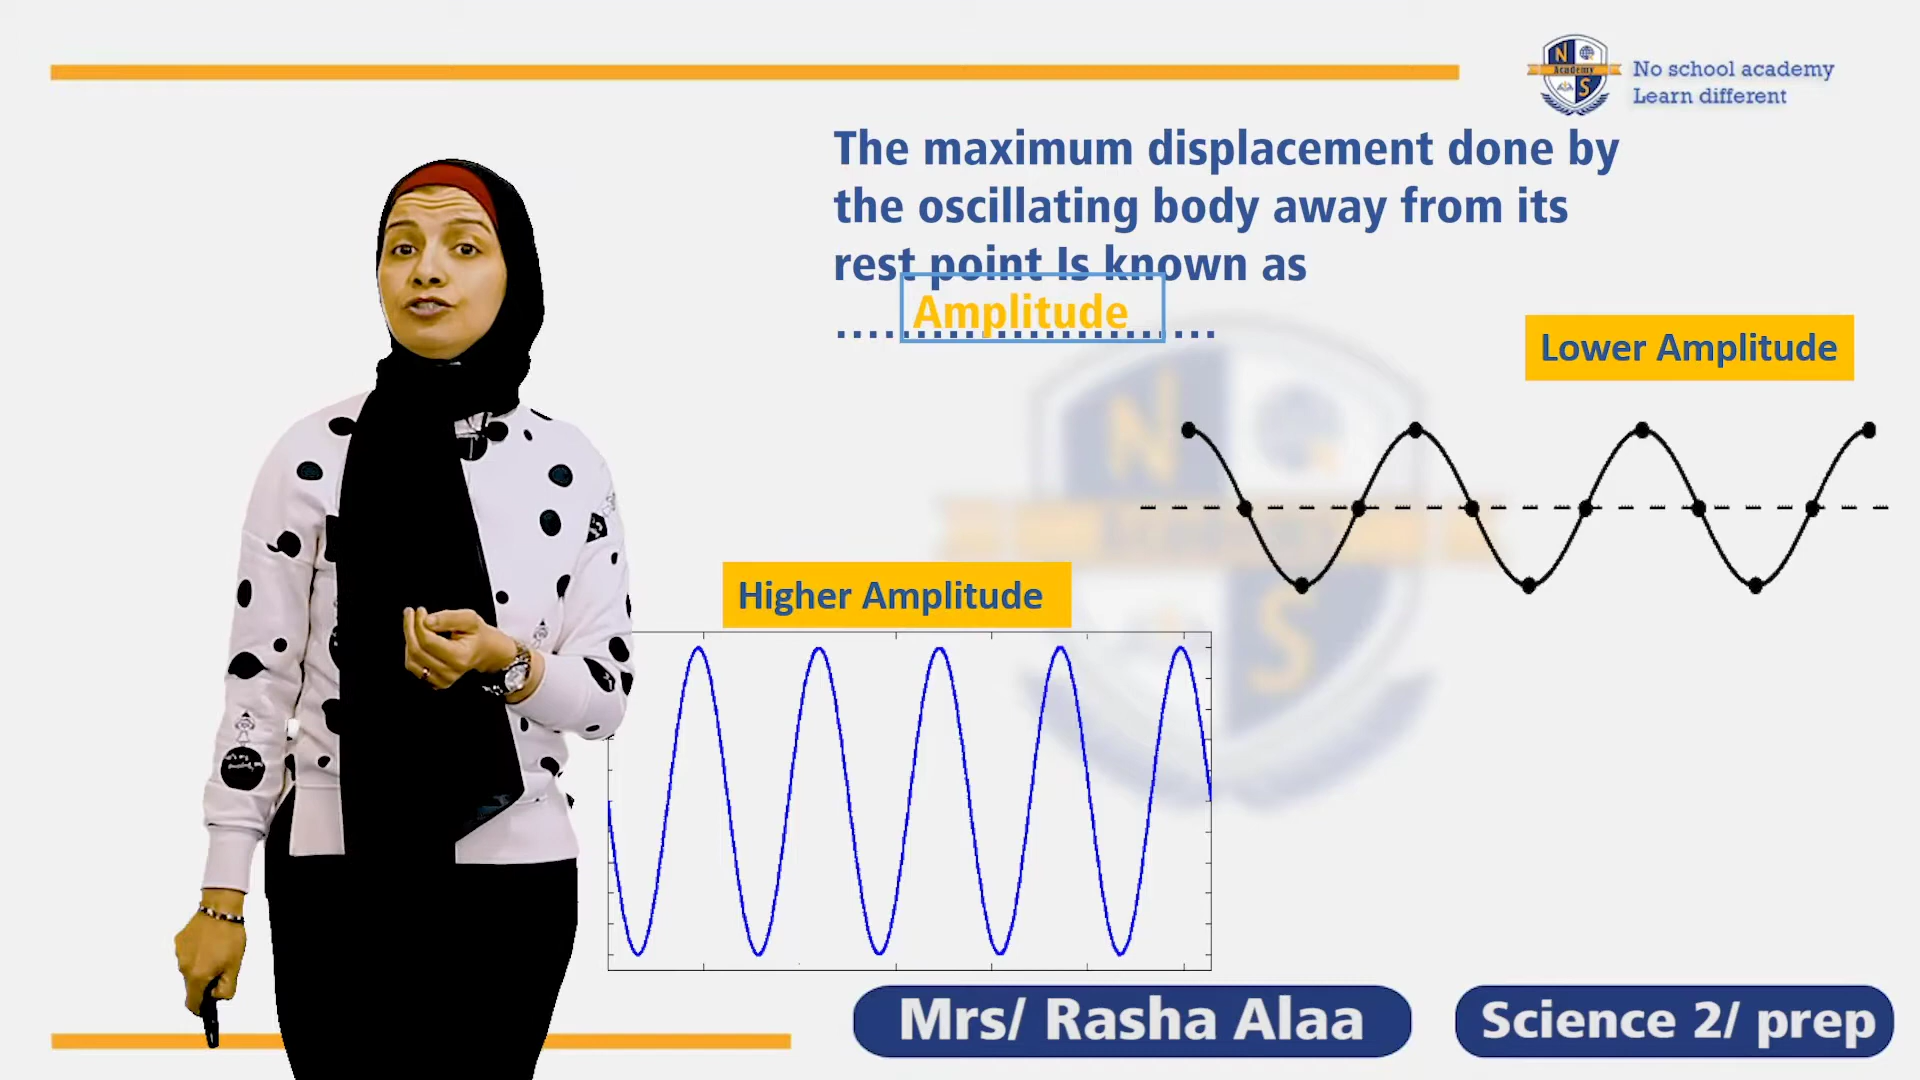 No school academy
Learn different
N
Academy
S
The maximum displacement done by
the oscillating body away from its
rest point Is known as
Amplitude
Lower Amplitude
N
S
Higher Amplitude
Mrs/ Rasha Alaa
Science 2/ prep